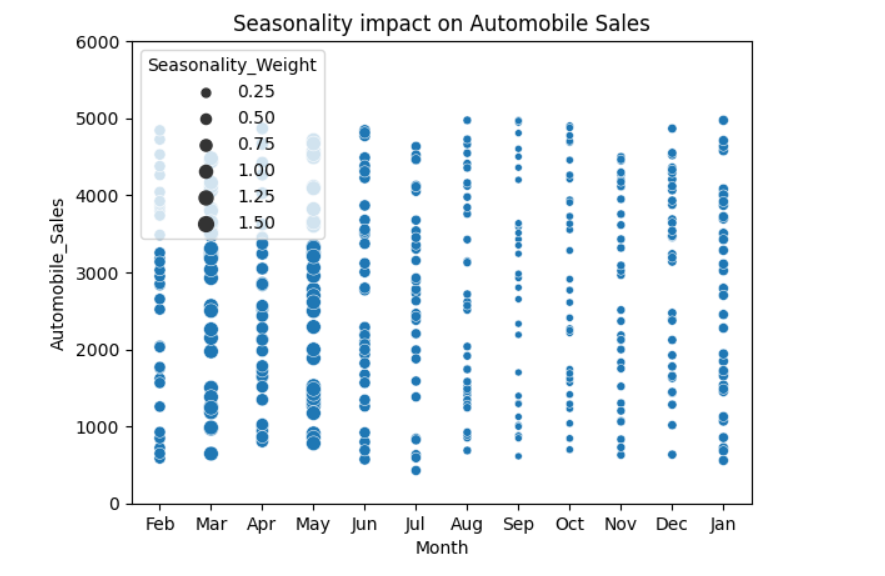 Seasonality impact on Automobile Sales
6000
5000
4000
3000
2000
1000
0
Automobile_Sales
Seasonality_Weight
0.25
0.50
0.75
1.00
1.25
1.50
Feb Mar Apr May Jun Jul Aug Sep Oct Nov Dec Jan
Month